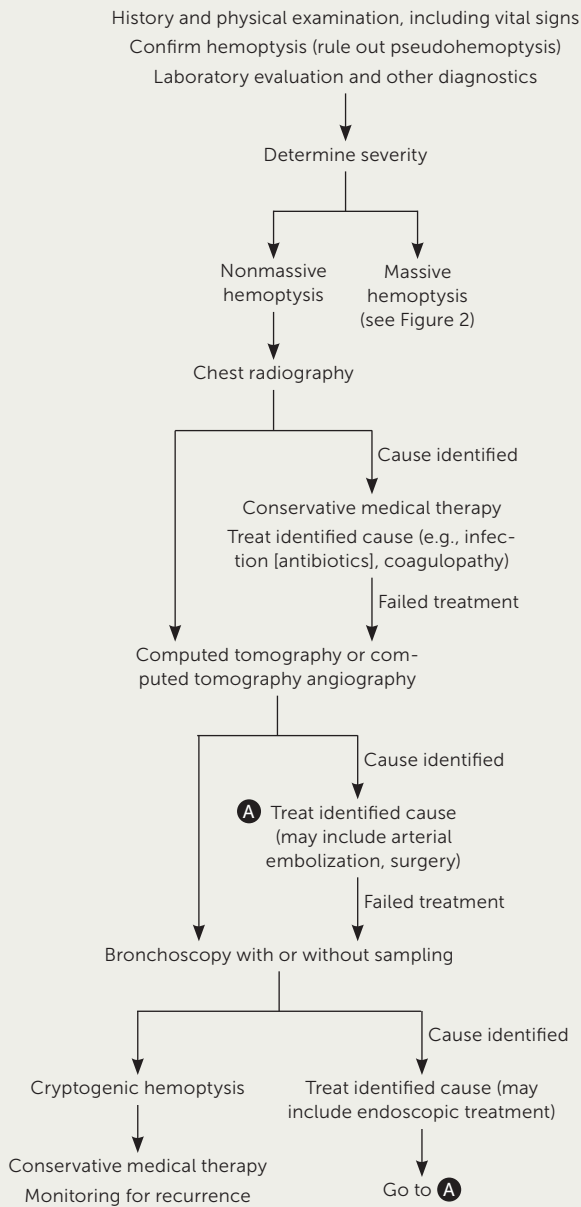 History and physical examination, including vital signs
Confirm hemoptysis (rule out pseudohemoptysis)
Laboratory evaluation and other diagnostics
Determine severity
Nonmassive
hemoptysis
Massive
hemoptysis
(see Figure 2)
Chest radiography
Cause identified
Conservative medical therapy
Treat identified cause (e.g., infec-
tion [antibiotics], coagulopathy)
Failed treatment
Computed tomography or com-
puted tomography angiography
Cause identified
A Treat identified cause
(may include arterial
embolization, surgery)
Failed treatment
Bronchoscopy with or without sampling
Cryptogenic hemoptysis
Conservative medical therapy
Monitoring for recurrence
Cause identified
Treat identified cause (may
include endoscopic treatment)
Go to A